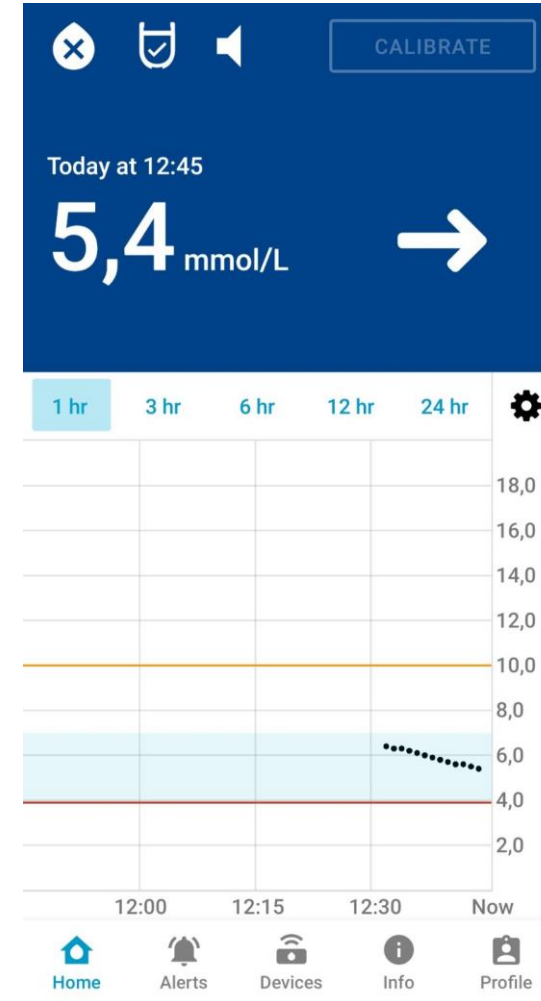 CALIBRATE
Today at 12:45
5,4 mmol/L
1 hr 3 hr 6 hr 12 hr 24 hr
18,0
16,0
14,0
12,0
10,0
8,0
6,0
4,0
2,0
12:00 12:15 12:30 Now
Home Alerts Devices Info Profile